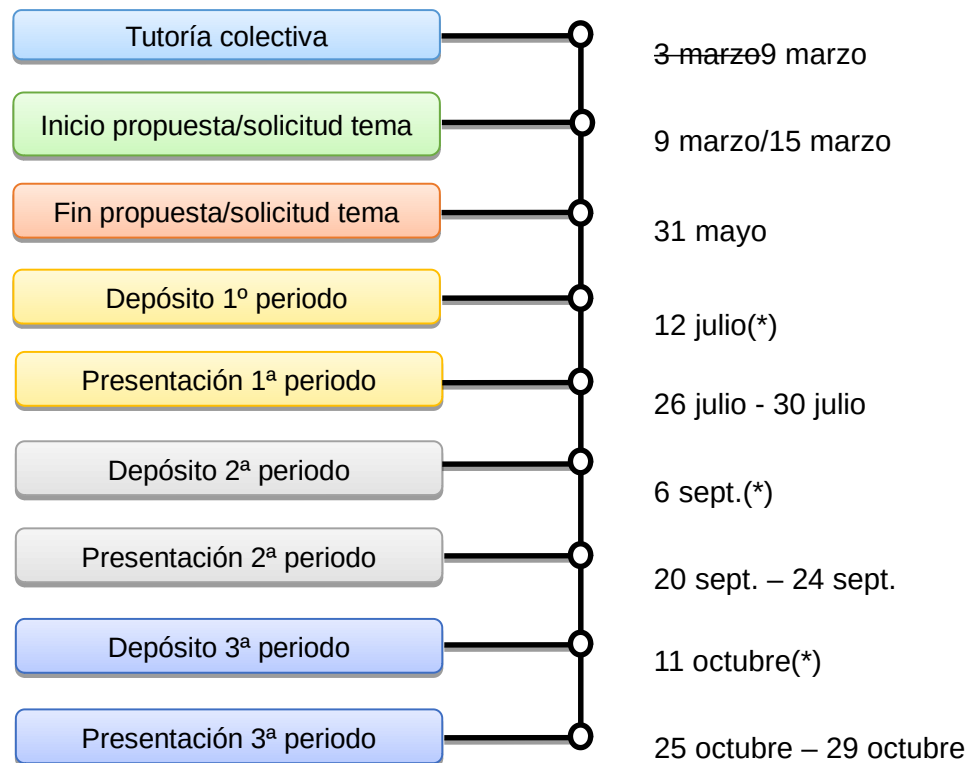 Tutoría colectiva
3 marzo9 marzo
Inicio propuesta/solicitud tema
9 marzo/15 marzo
Fin propuesta/solicitud tema
31 mayo
Depósito 1º periodo
12 julio(*)
Presentación 1ª periodo
26 julio - 30 julio
Depósito 2ª periodo
6 sept.(*)
Presentación 2ª periodo
20 sept. – 24 sept.
Depósito 3ª periodo
11 octubre(*)
Presentación 3ª periodo
25 octubre – 29 octubre